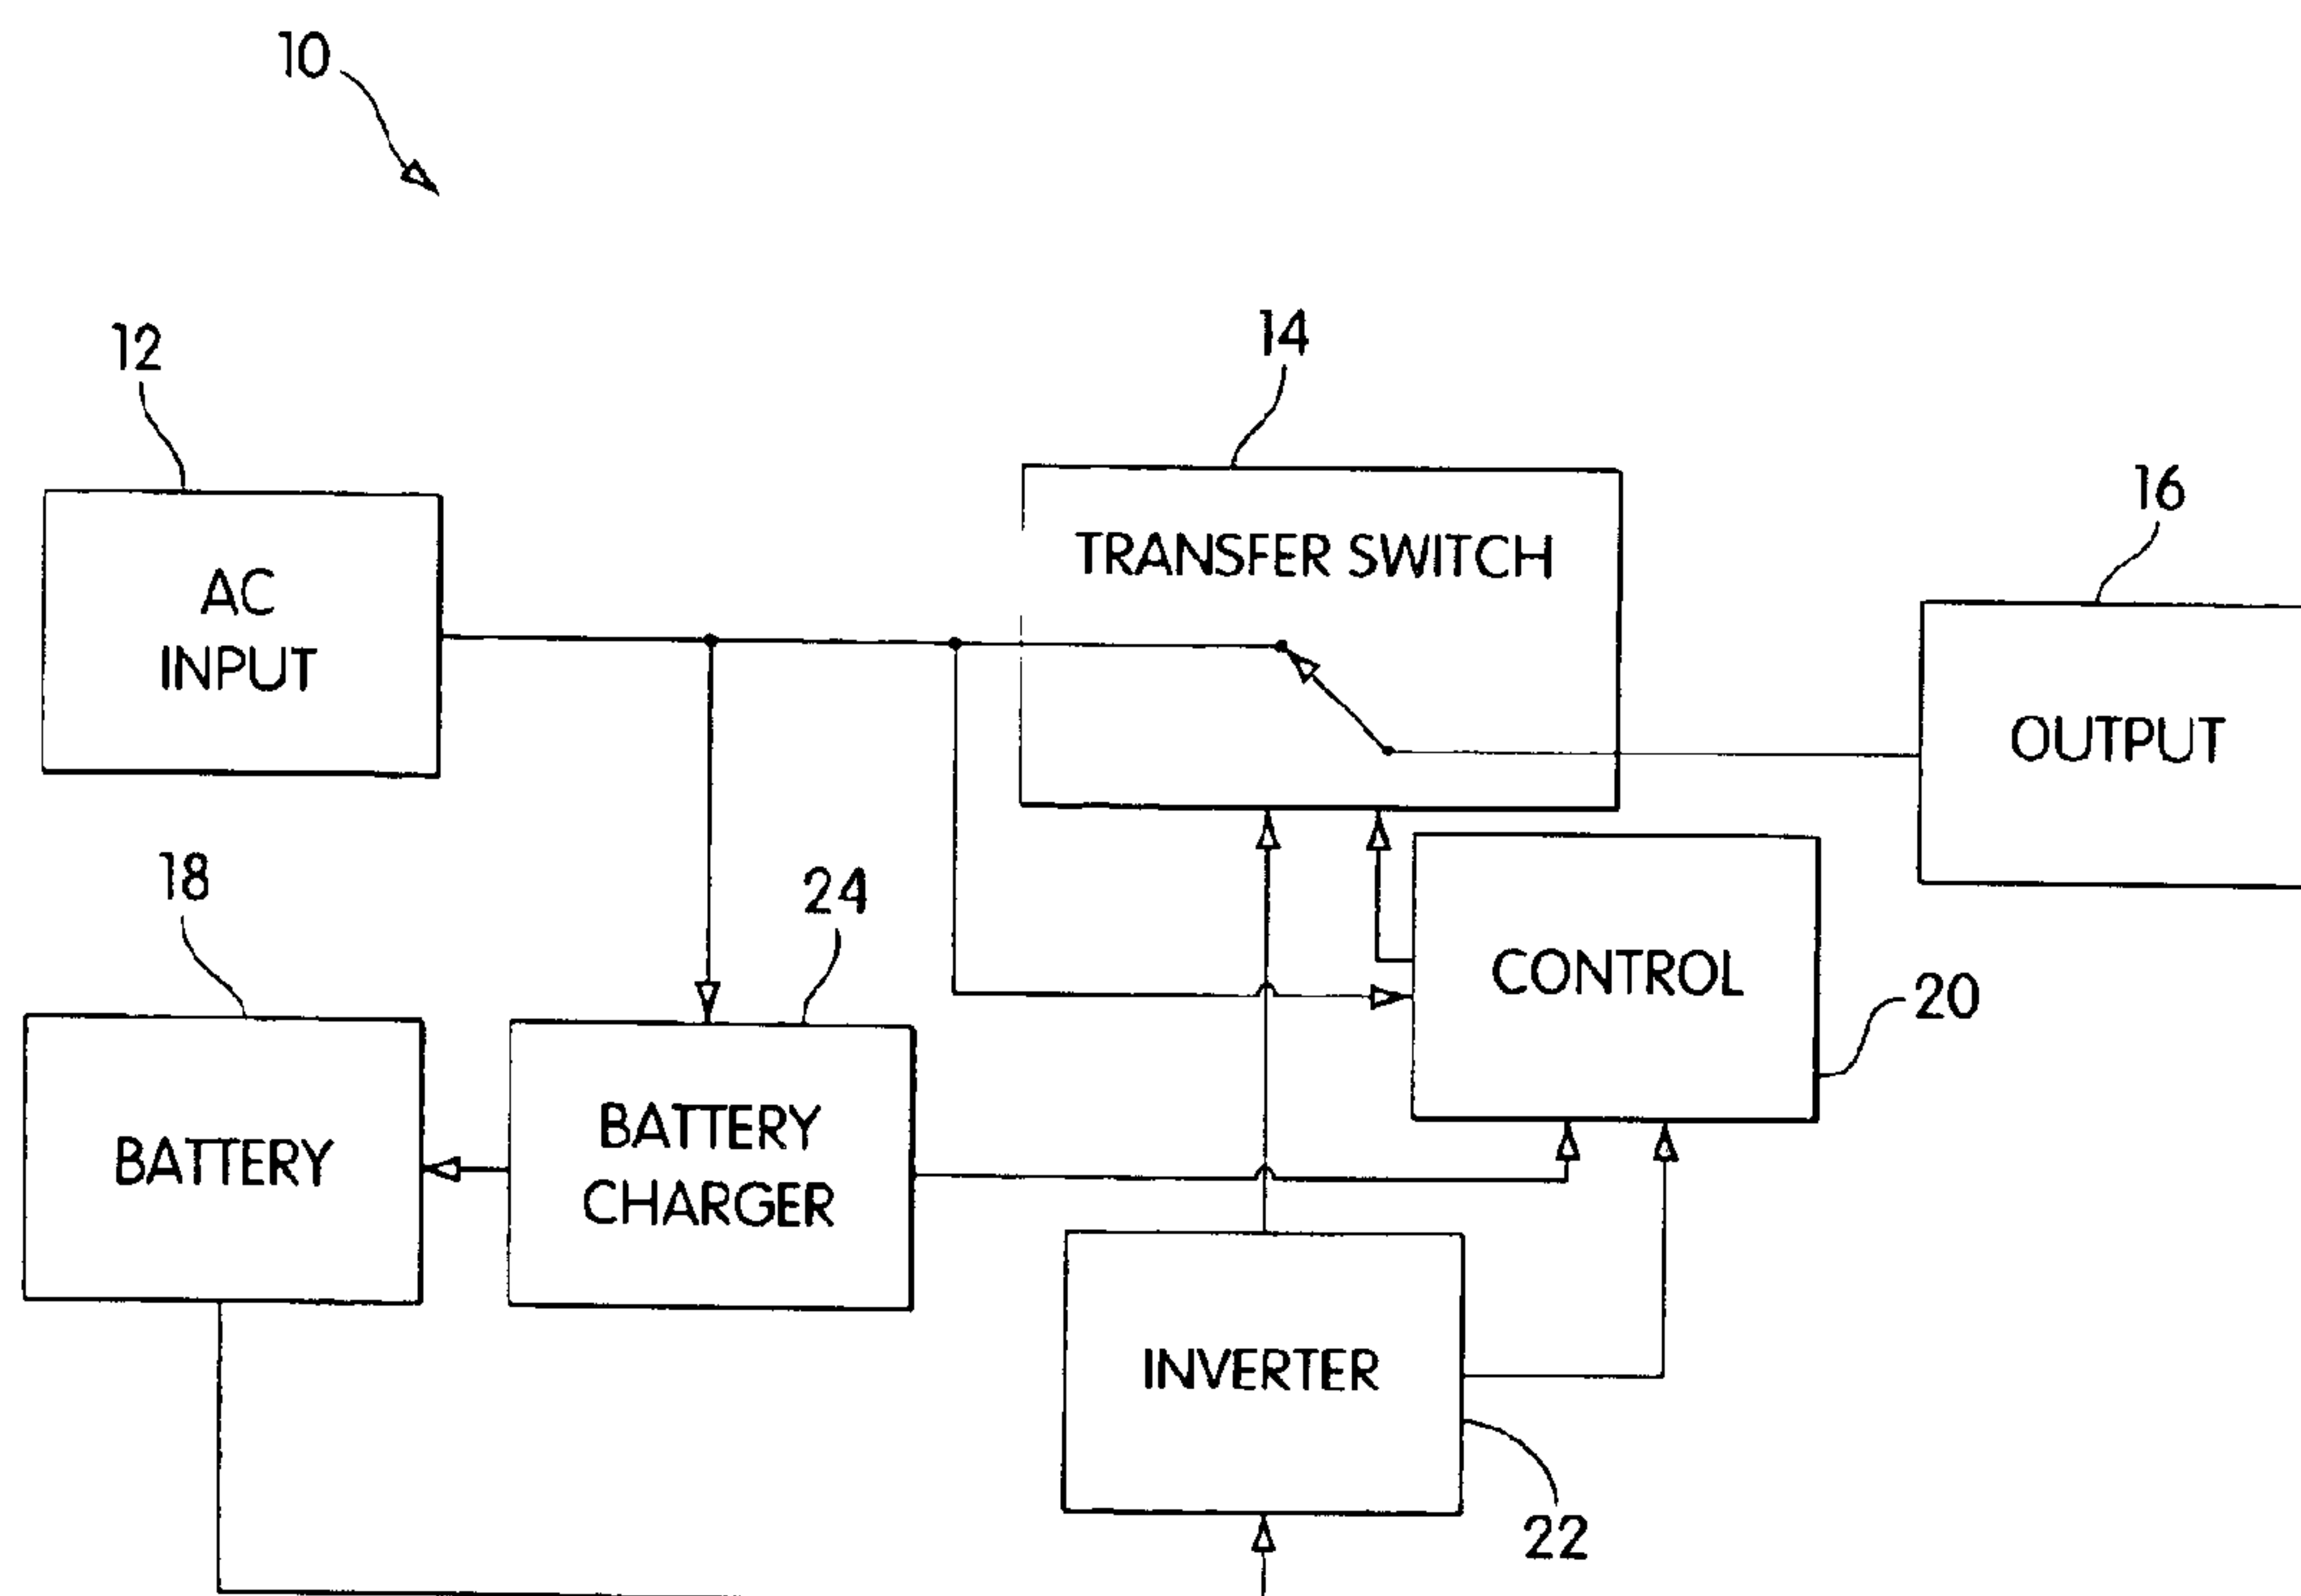 10
12
14
16
AC
INPUT
TRANSFER SWITCH
OUTPUT
18
24
CONTROL
20
BATTERY
BATTERY
CHARGER
INVERTER
22